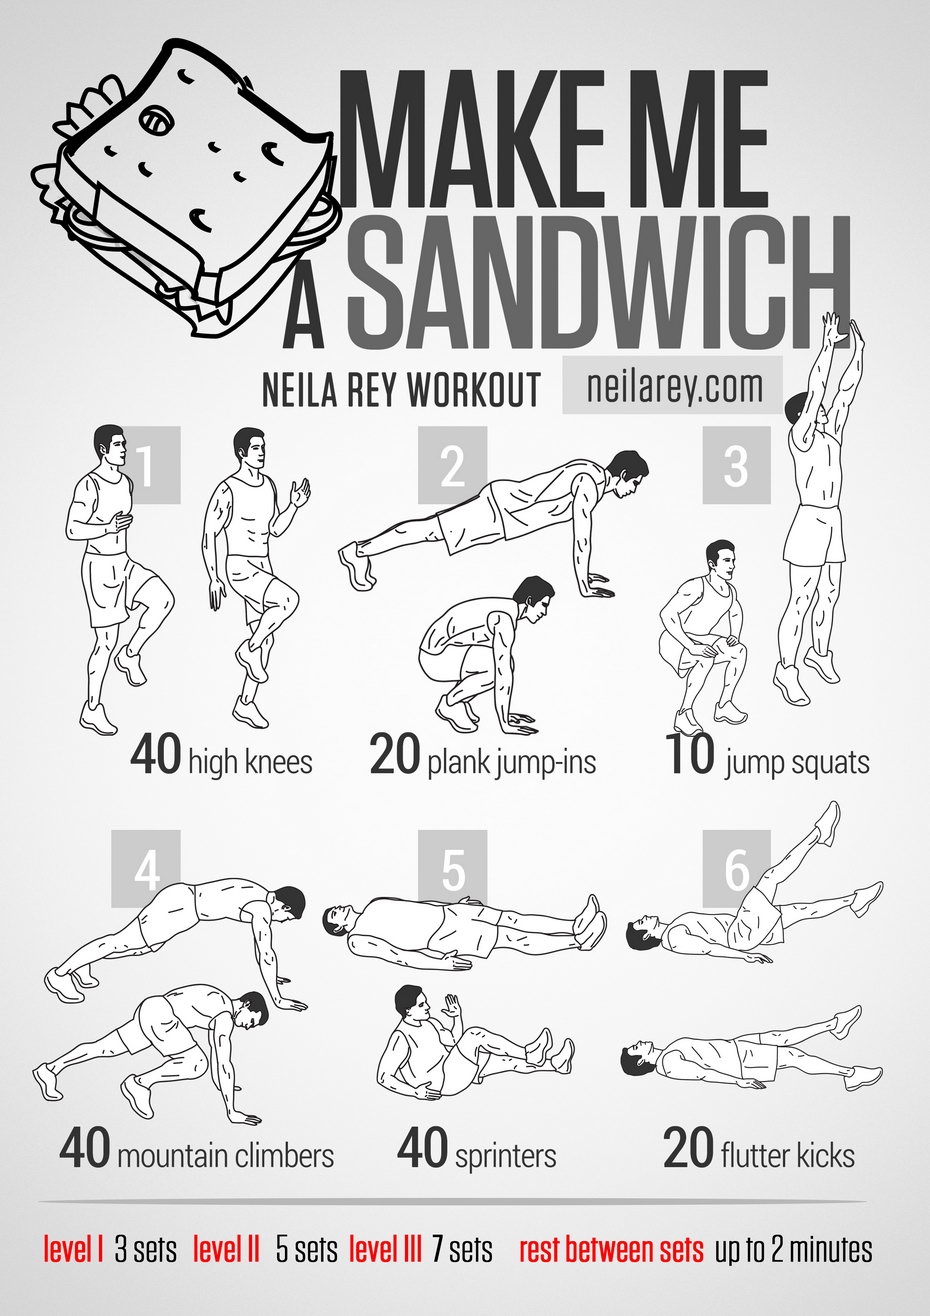 MAKE ME
A SANDWICH
NEILA REY WORKOUT neilarey.com
1 2 3
40 high knees 20 plank jump-ins 10 jump squats
4 5 6
40 mountain climbers 40 sprinters 20 flutter kicks
level I 3 sets level II 5 sets level III 7 sets rest between sets up to 2 minutes